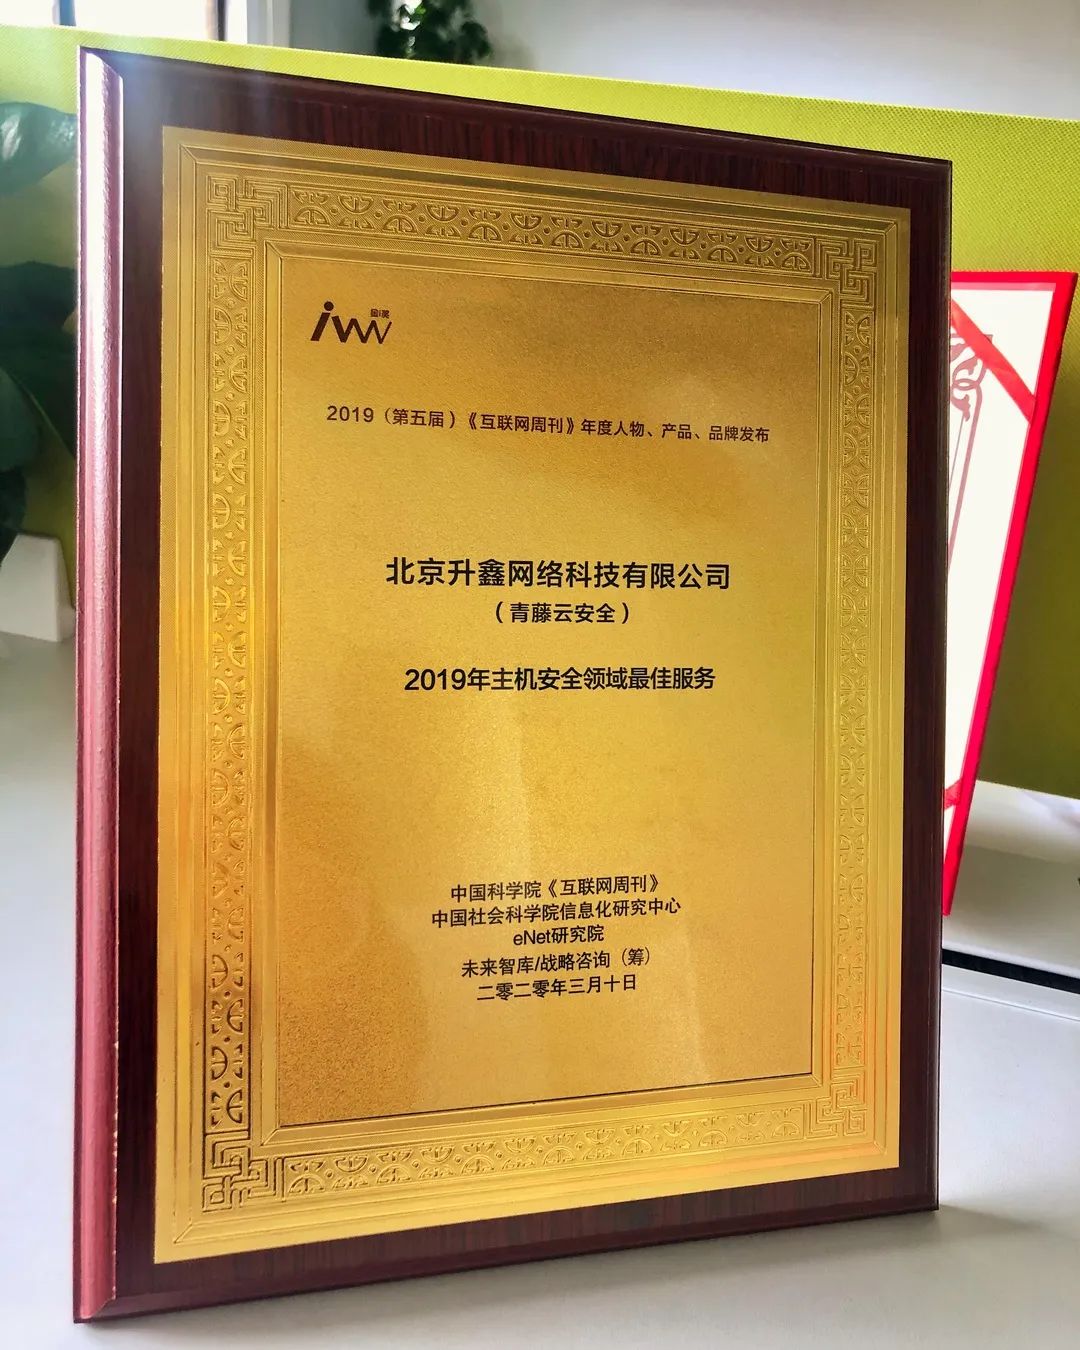 iww
金i奖
2019（第五届）《互联网周刊》年度人物、产品、品牌发布
北京升鑫网络科技有限公司
（青藤云安全）
2019年主机安全领域最佳服务
中国科学院《互联网周刊》
中国社会科学院信息化研究中心
eNet研究院
未来智库/战略咨询（筹）
二零二零年三月十日